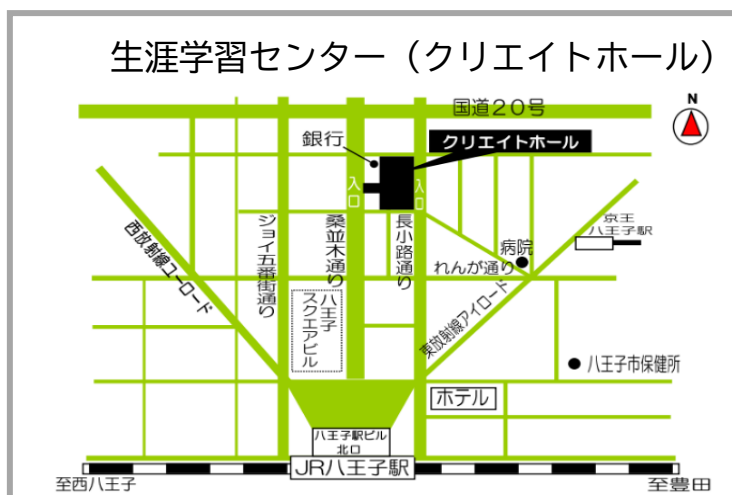 生涯学習センター（クリエイトホール）
国道２０号
N
銀行
クリエイトホール
入口
入口
西放射線ユーロード
ジョイ五番街通り
桑並木通り
長小路通り
京王
八王子駅
病院
れんが通り
八王子
スクエアビル
東放射線アイロード
八王子市保健所
ホテル
八王子駅ビル
北口
JR八王子駅
至西八王子
至豊田